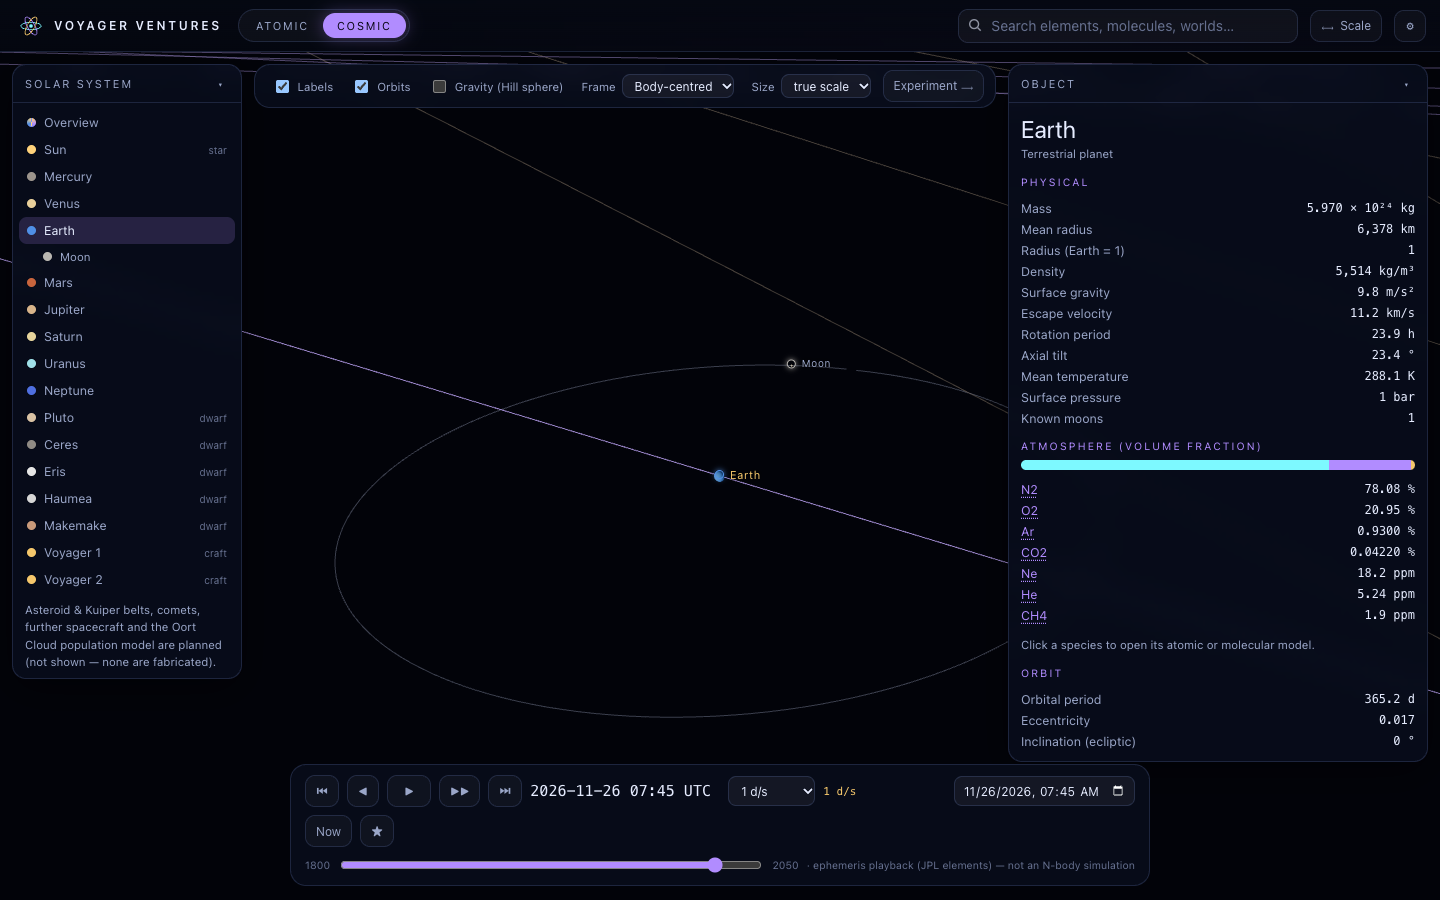 VOYAGER VENTURES
ATOMIC
COSMIC
Search elements, molecules, worlds...
Scale
SOLAR SYSTEM
Overview
Sun star
Mercury
Venus
Earth
Moon
Mars
Jupiter
Saturn
Uranus
Neptune
Pluto dwarf
Ceres dwarf
Eris dwarf
Haumea dwarf
Makemake dwarf
Voyager 1 craft
Voyager 2 craft
Asteroid & Kuiper belts, comets,
further spacecraft and the Oort
Cloud population model are planned
(not shown — none are fabricated).
Labels Orbits Gravity (Hill sphere) Frame Body-centred Size true scale Experiment
Moon
Earth
OBJECT
Earth
Terrestrial planet
PHYSICAL
Mass 5.970 × 10²⁴ kg
Mean radius 6,378 km
Radius (Earth = 1) 1
Density 5,514 kg/m³
Surface gravity 9.8 m/s²
Escape velocity 11.2 km/s
Rotation period 23.9 h
Axial tilt 23.4 °
Mean temperature 288.1 K
Surface pressure 1 bar
Known moons 1
ATMOSPHERE (VOLUME FRACTION)
N2 78.08 %
O2 20.95 %
Ar 0.9300 %
CO2 0.04220 %
Ne 18.2 ppm
He 5.24 ppm
CH4 1.9 ppm
Click a species to open its atomic or molecular model.
ORBIT
Orbital period 365.2 d
Eccentricity 0.017
Inclination (ecliptic) 0 °
2026-11-26 07:45 UTC 1 d/s 1 d/s 11/26/2026, 07:45 AM
Now
1800 2050 · ephemeris playback (JPL elements) — not an N-body simulation